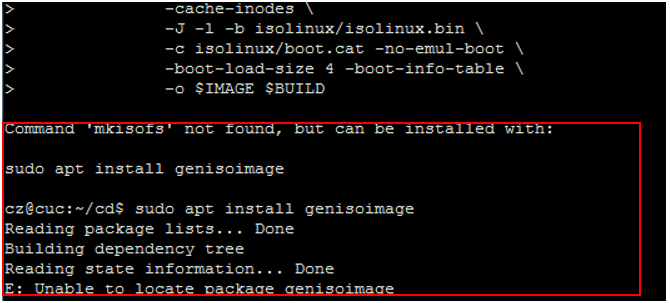 > -cache-inodes \
> -J -l -b isolinux/isolinux.bin \
> -c isolinux/boot.cat -no-emul-boot \
> -boot-load-size 4 -boot-info-table \
> -o $IMAGE $BUILD
Command 'mkisofs' not found, but can be installed with:
sudo apt install genisoimage
cz@cuc:~/cd$ sudo apt install genisoimage
Reading package lists... Done
Building dependency tree
Reading state information... Done
E: Unable to locate package genisoimage